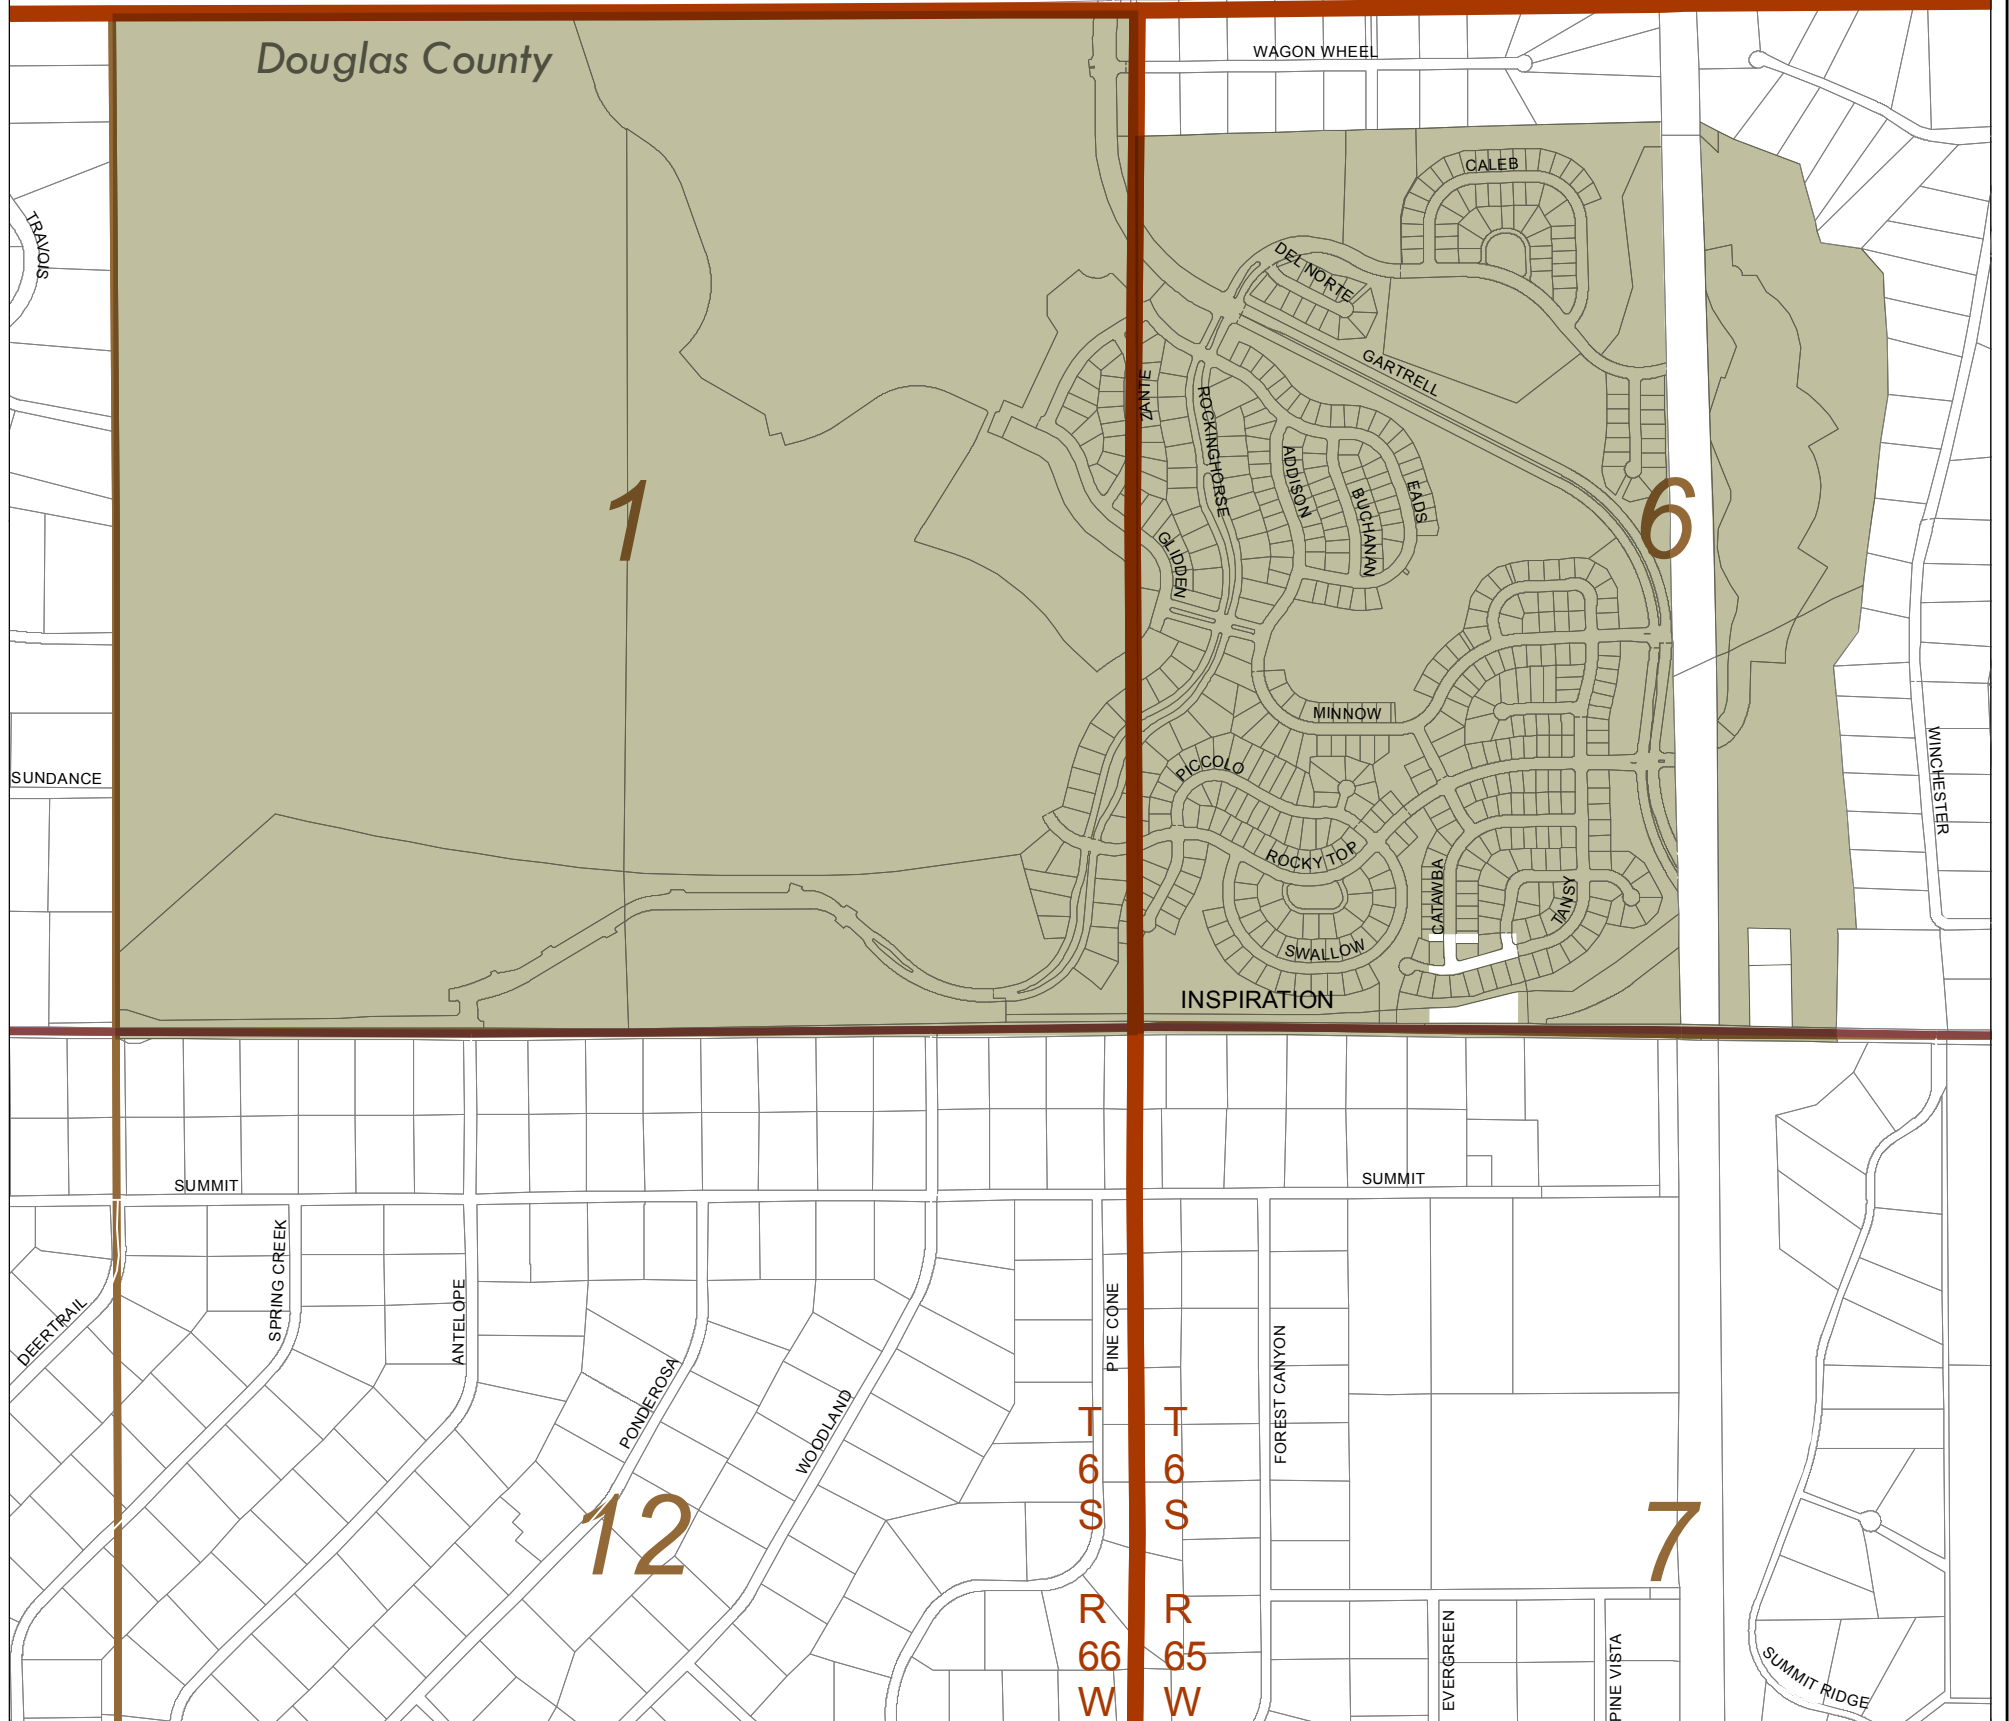 Douglas County
WAGON WHEEL
CALEB
TRAVOIS
DEL NORTE
GARTRELL
ZANTE
ROCKINGHORSE
ADDISON
BUCHANAN
EADS
1
6
GLIDDEN
MINNOW
PICCOLO
SUNDANCE
WINCHESTER
ROCKY TOP
CATAWBA
TANSY
SWALLOW
INSPIRATION
SUMMIT
SUMMIT
SPRING CREEK
DEERTRAIL
ANTELOPE
PONDEROSA
WOODLAND
PINE CONE
FOREST CANYON
12
7
T
6
S
R
66
W
T
6
S
R
65
W
EVERGREEN
PINE VISTA
SUMMIT RIDGE